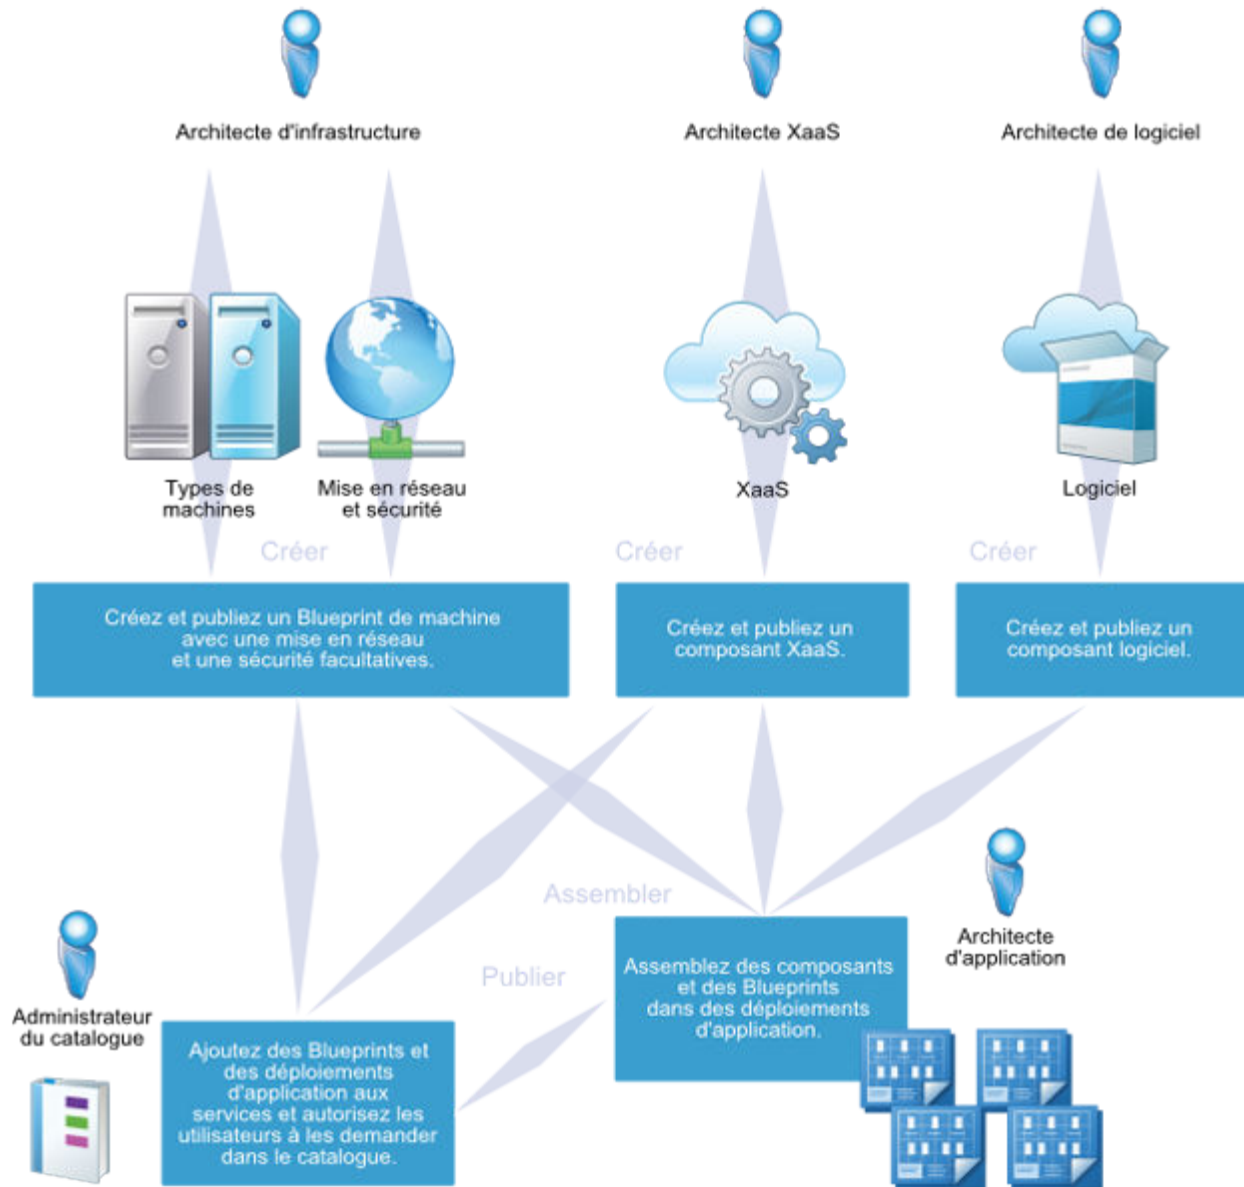 Architecte d'infrastructure
Architecte XaaS
Architecte de logiciel
Types de
machines
Mise en réseau
et sécurité
XaaS
Logiciel
Créer
Créer
Créer
Créez et publiez un Blueprint de machine
avec une mise en réseau
et une sécurité facultatives.
Créez et publiez un
composant XaaS.
Créez et publiez un
composant logiciel.
Assembler
Architecte
d'application
Publier
Assemblez des composants
et des Blueprints
dans des déploiements
d'application.
Administrateur
du catalogue
Ajoutez des Blueprints et
des déploiements
d'application aux
services et autorisez les
utilisateurs à les demander
dans le catalogue.